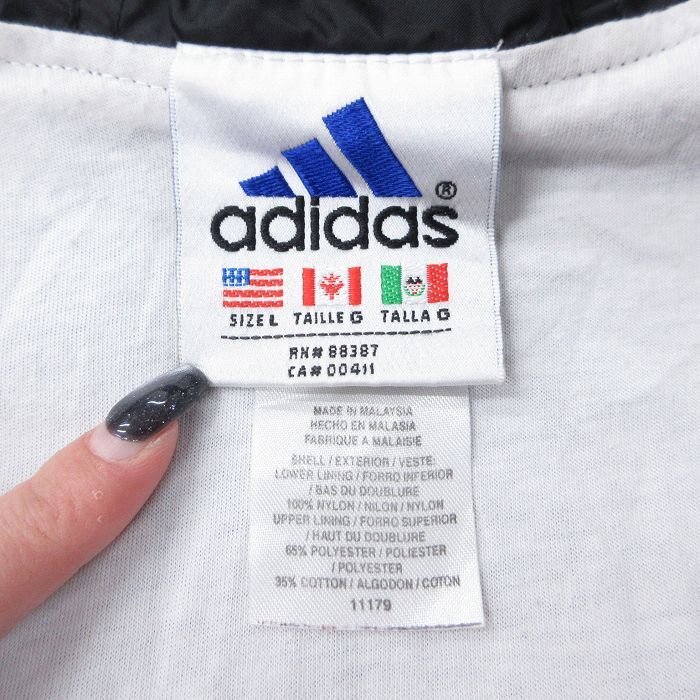 adidas®
SIZE L TAILLE G TALLA G
RN# 88387
CA# 00411
MADE IN MALAYSIA
HECHO EN MALASIA
FABRIQUE A MALAISIE
SHELL / EXTERIOR / VESTE:
LOWER LINING / FORRO INFERIOR
/ BAS DU DOUBLURE
100% NYLON / NILON / NYLON
UPPER LINING / FORRO SUPERIOR
/ HAUT DU DOUBLURE
65% POLYESTER / POLIESTER
/ POLYESTER
35% COTTON / ALGODON / COTON
11179